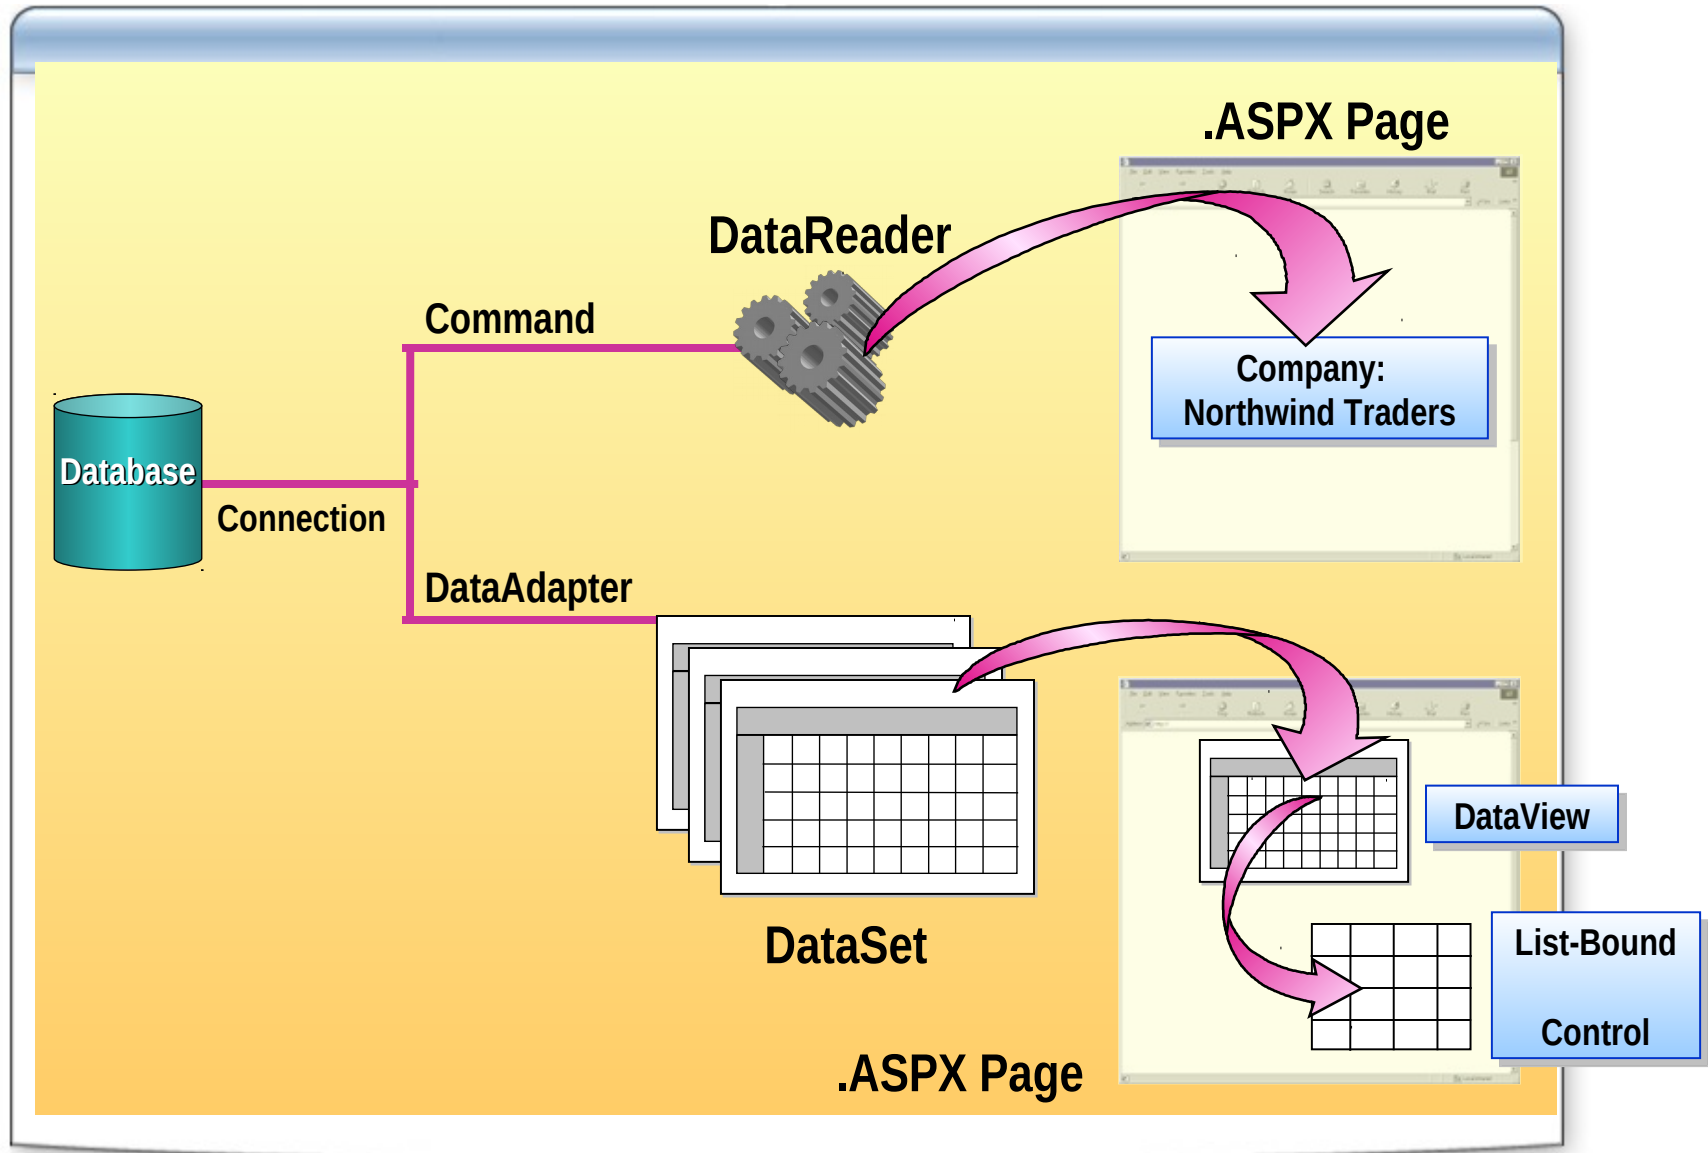 .ASPX Page
DataReader
Command
Company:
Northwind Traders
Database
Connection
DataAdapter
DataView
DataSet
List-Bound
Control
.ASPX Page